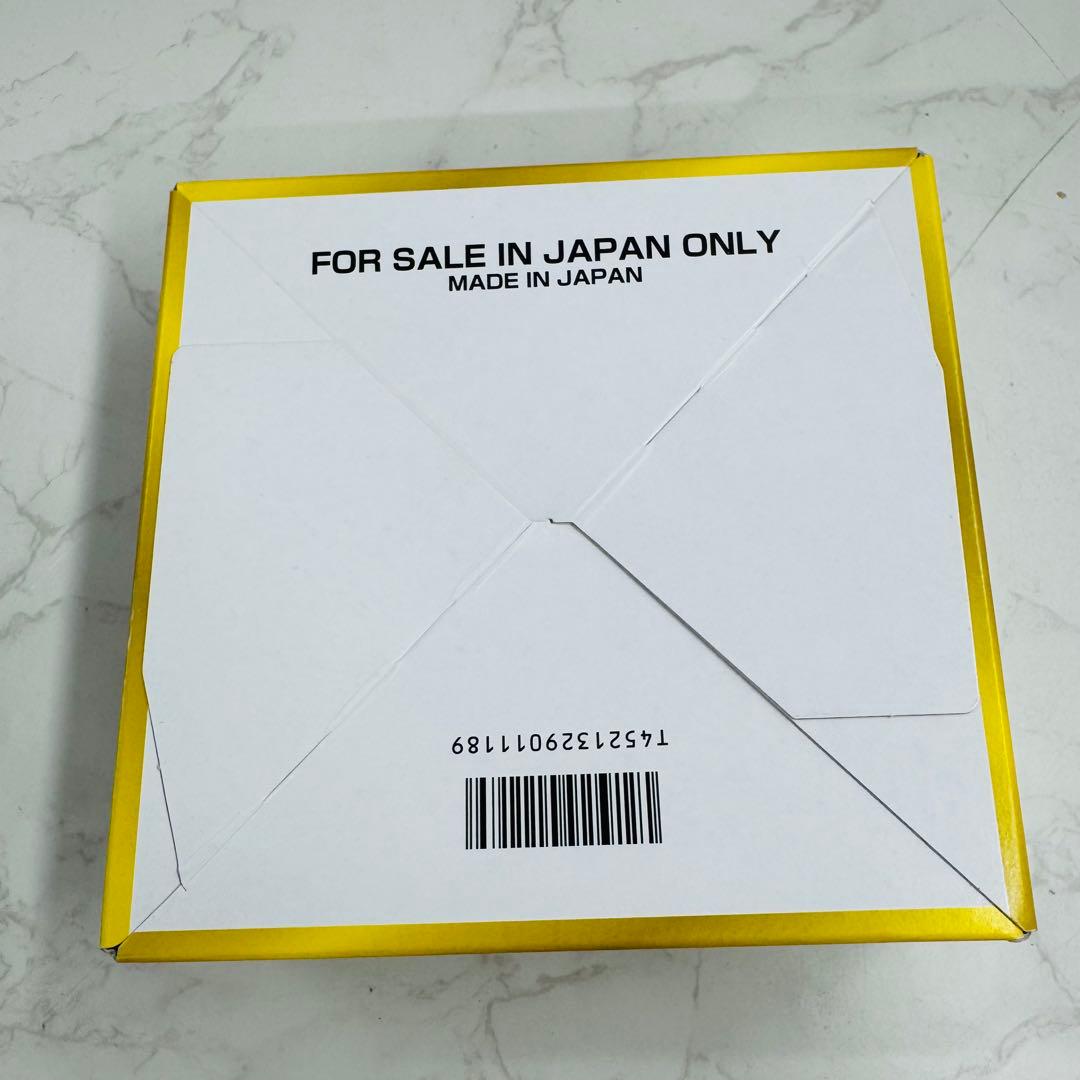 FOR SALE IN JAPAN ONLY
MADE IN JAPAN
T4521329011189